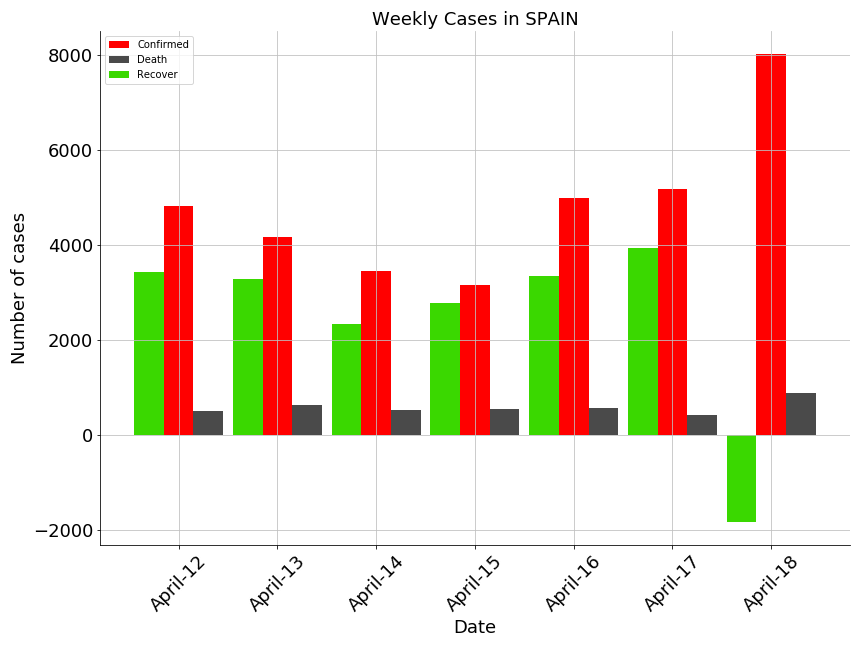 Weekly Cases in SPAIN
Confirmed
Death
Recover
8000
6000
4000
2000
0
−2000
Number of cases
April-12
April-13
April-14
April-15
April-16
April-17
April-18
Date